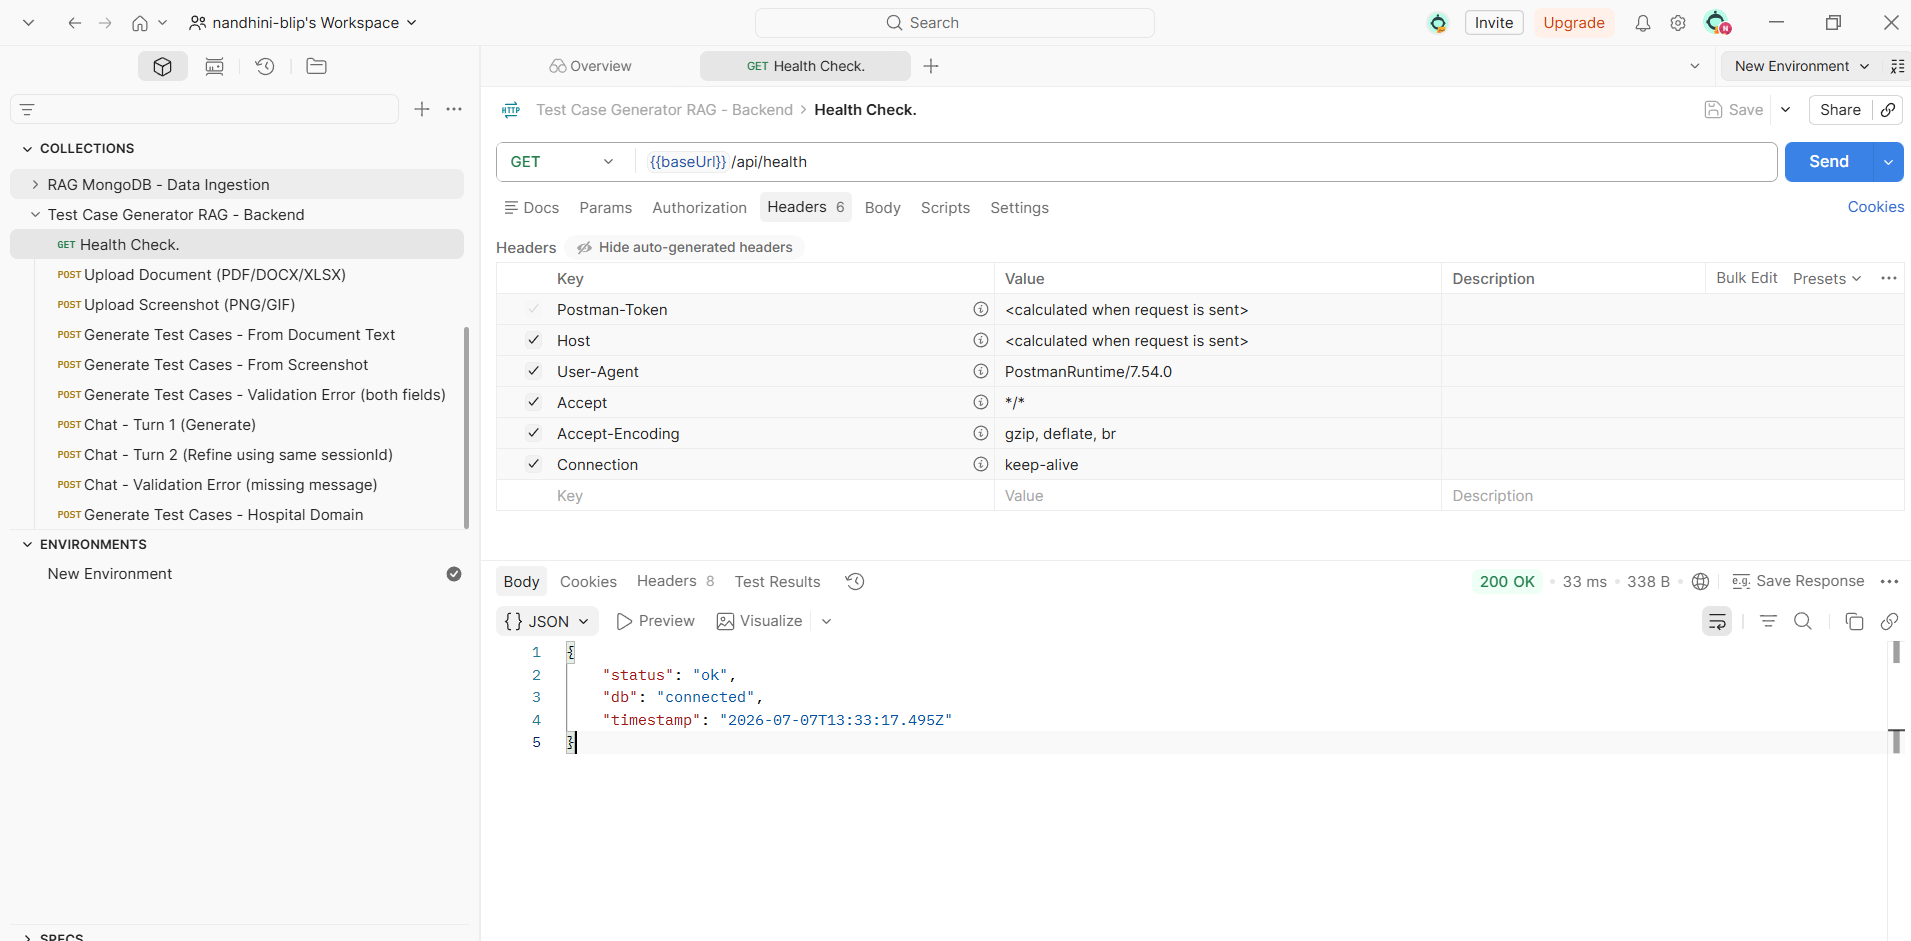 nandhini-blip's Workspace
Search
Invite
Upgrade
N
Overview
GET Health Check.
New Environment
COLLECTIONS
RAG MongoDB - Data Ingestion
Test Case Generator RAG - Backend
GET Health Check.
POST Upload Document (PDF/DOCX/XLSX)
POST Upload Screenshot (PNG/GIF)
POST Generate Test Cases - From Document Text
POST Generate Test Cases - From Screenshot
POST Generate Test Cases - Validation Error (both fields)
POST Chat - Turn 1 (Generate)
POST Chat - Turn 2 (Refine using same sessionId)
POST Chat - Validation Error (missing message)
POST Generate Test Cases - Hospital Domain
ENVIRONMENTS
New Environment
SPECS
HTTP Test Case Generator RAG - Backend > Health Check.
Save
Share
GET {{baseUrl}} /api/health
Send
Docs Params Authorization Headers 6 Body Scripts Settings
Cookies
Headers Hide auto-generated headers
Key Value Description Bulk Edit Presets
Postman-Token <calculated when request is sent>
Host <calculated when request is sent>
User-Agent PostmanRuntime/7.54.0
Accept */*
Accept-Encoding gzip, deflate, br
Connection keep-alive
Key Value Description
Body Cookies Headers 8 Test Results
200 OK • 33 ms • 338 B • e.g. Save Response
{} JSON Preview Visualize
1 {
2 "status": "ok",
3 "db": "connected",
4 "timestamp": "2026-07-07T13:33:17.495Z"
5 }